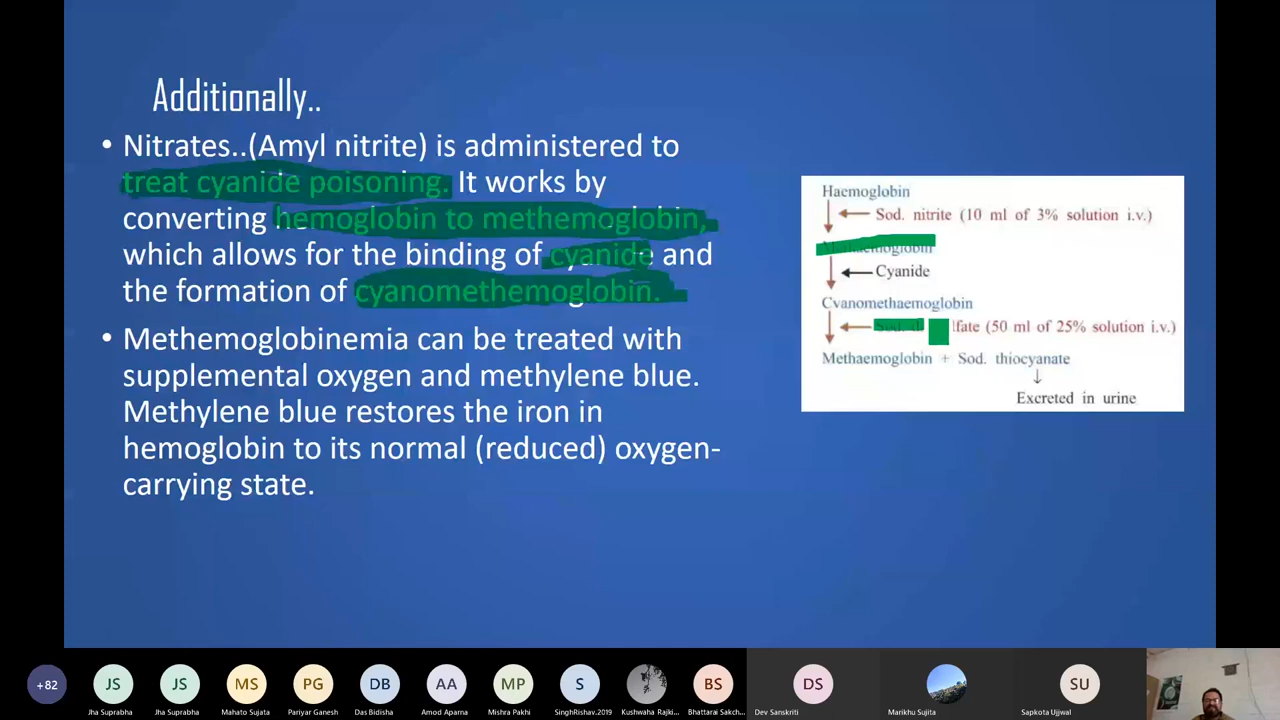 Additionally..
• Nitrates..(Amyl nitrite) is administered to
treat cyanide poisoning. It works by
converting hemoglobin to methemoglobin,
which allows for the binding of cyanide and
the formation of cyanomethemoglobin.
• Methemoglobinemia can be treated with
supplemental oxygen and methylene blue.
Methylene blue restores the iron in
hemoglobin to its normal (reduced) oxygen-
carrying state.
Haemoglobin
Sod. nitrite (10 ml of 3% solution i.v.)
Cyanide
Cyanomethaemoglobin
lfate (50 ml of 25% solution i.v.)
Methaemoglobin + Sod. thiocyanate
Excreted in urine
+82
JS
JS
MS
PG
DB
AA
MP
S
BS
DS
SU
Jha Suprabha
Jha Suprabha
Mahato Sujata
Pariyar Ganesh
Das Bidisha
Amod Aparna
Mishra Pakhi
SinghRishav.2019
Kushwaha Rajki...
Bhattarai Sakch...
Dev Sanskriti
Marikhu Sujita
Sapkota Ujjwal